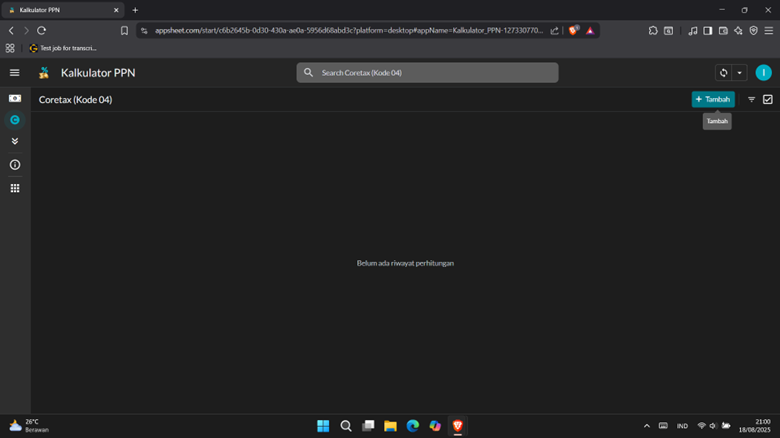 Kalkulator PPN
appsheet.com/start/c6b2645b-0d30-430a-ae0a-5956d68abd3c?platform=desktop#appName=Kalkulator_PPN-127330770...
Test job for transcri...
Kalkulator PPN
Search Coretax (Kode 04)
I
Coretax (Kode 04)
+ Tambah
Tambah
Belum ada riwayat perhitungan
26°C
Berawan
IND
21:00
18/08/2025